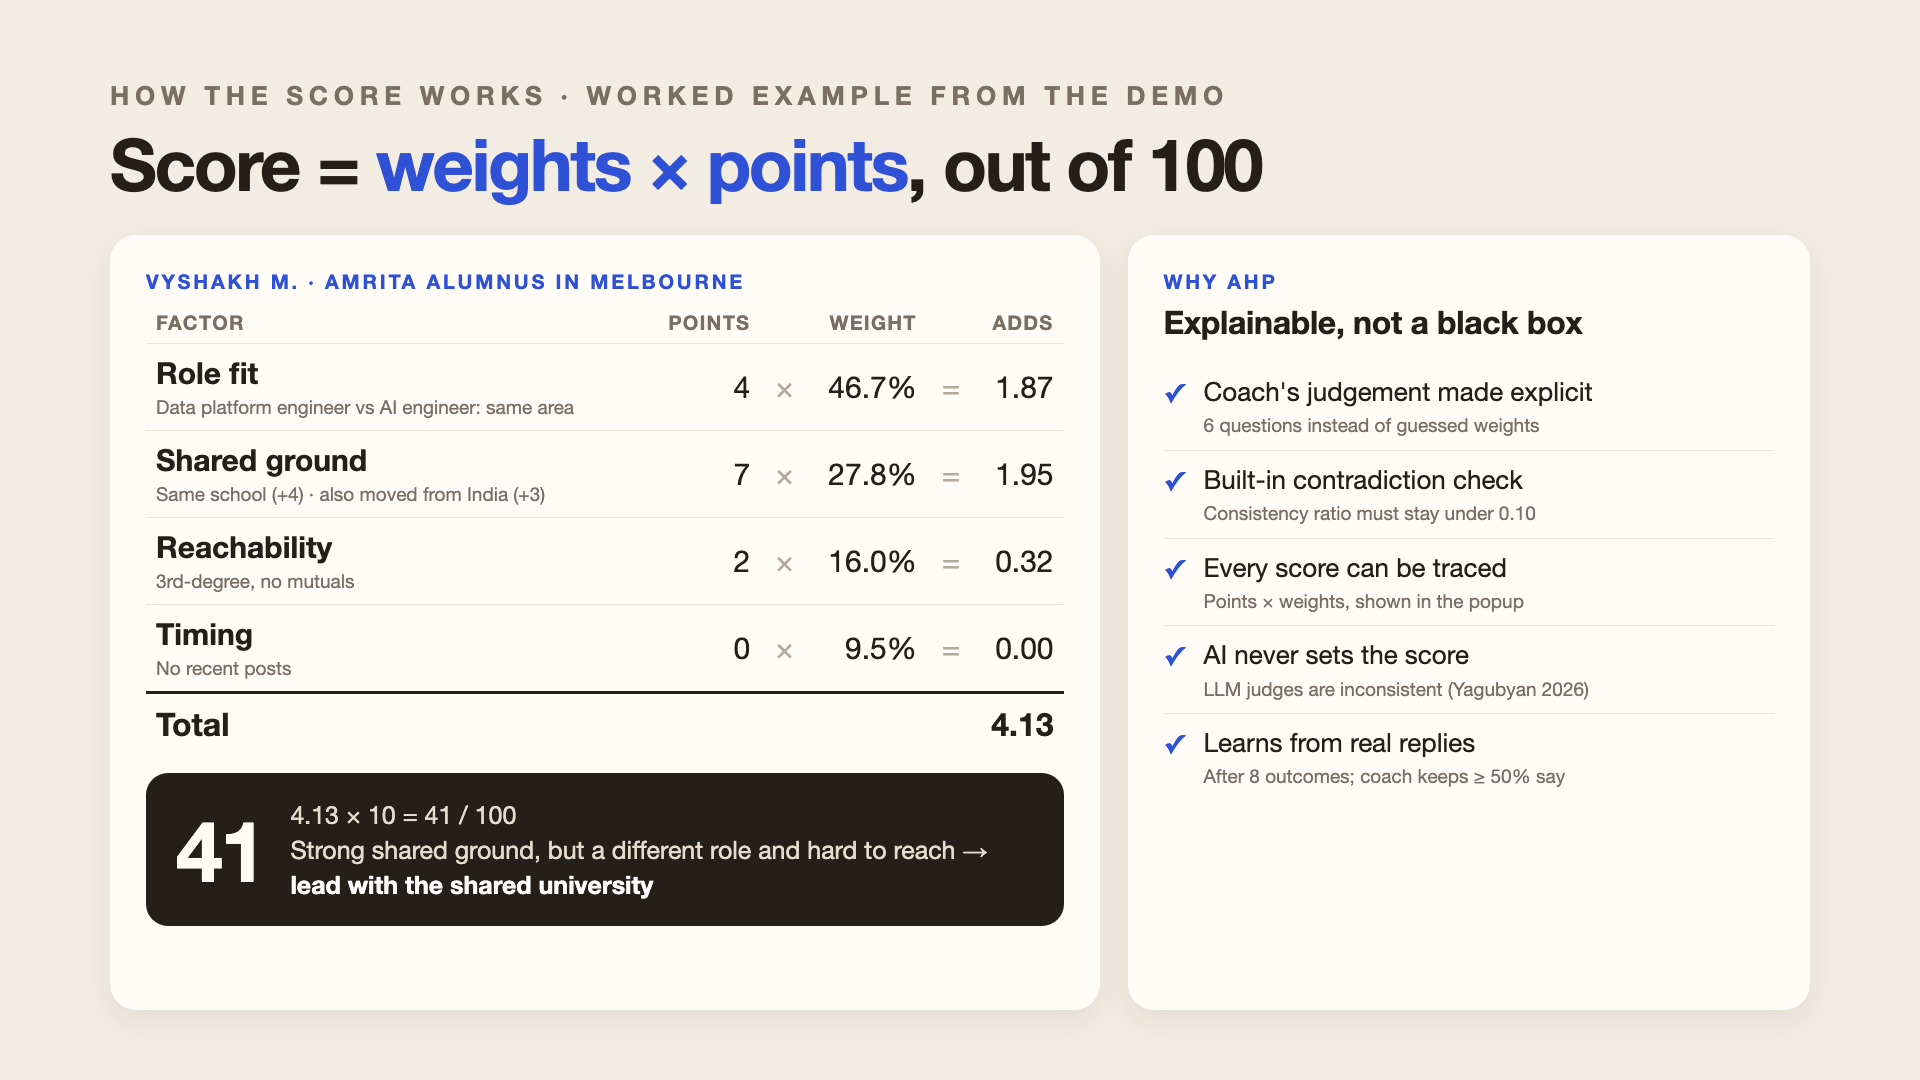 HOW THE SCORE WORKS · WORKED EXAMPLE FROM THE DEMO
Score = weights × points, out of 100
VYSHAKH M. · AMRITA ALUMNUS IN MELBOURNE
FACTOR POINTS WEIGHT ADDS
Role fit
Data platform engineer vs AI engineer: same area
4 × 46.7% = 1.87
Shared ground
Same school (+4) · also moved from India (+3)
7 × 27.8% = 1.95
Reachability
3rd-degree, no mutuals
2 × 16.0% = 0.32
Timing
No recent posts
0 × 9.5% = 0.00
Total 4.13
41
4.13 × 10 = 41 / 100
Strong shared ground, but a different role and hard to reach →
lead with the shared university
WHY AHP
Explainable, not a black box
✓ Coach's judgement made explicit
6 questions instead of guessed weights
✓ Built-in contradiction check
Consistency ratio must stay under 0.10
✓ Every score can be traced
Points × weights, shown in the popup
✓ AI never sets the score
LLM judges are inconsistent (Yagubyan 2026)
✓ Learns from real replies
After 8 outcomes; coach keeps ≥ 50% say